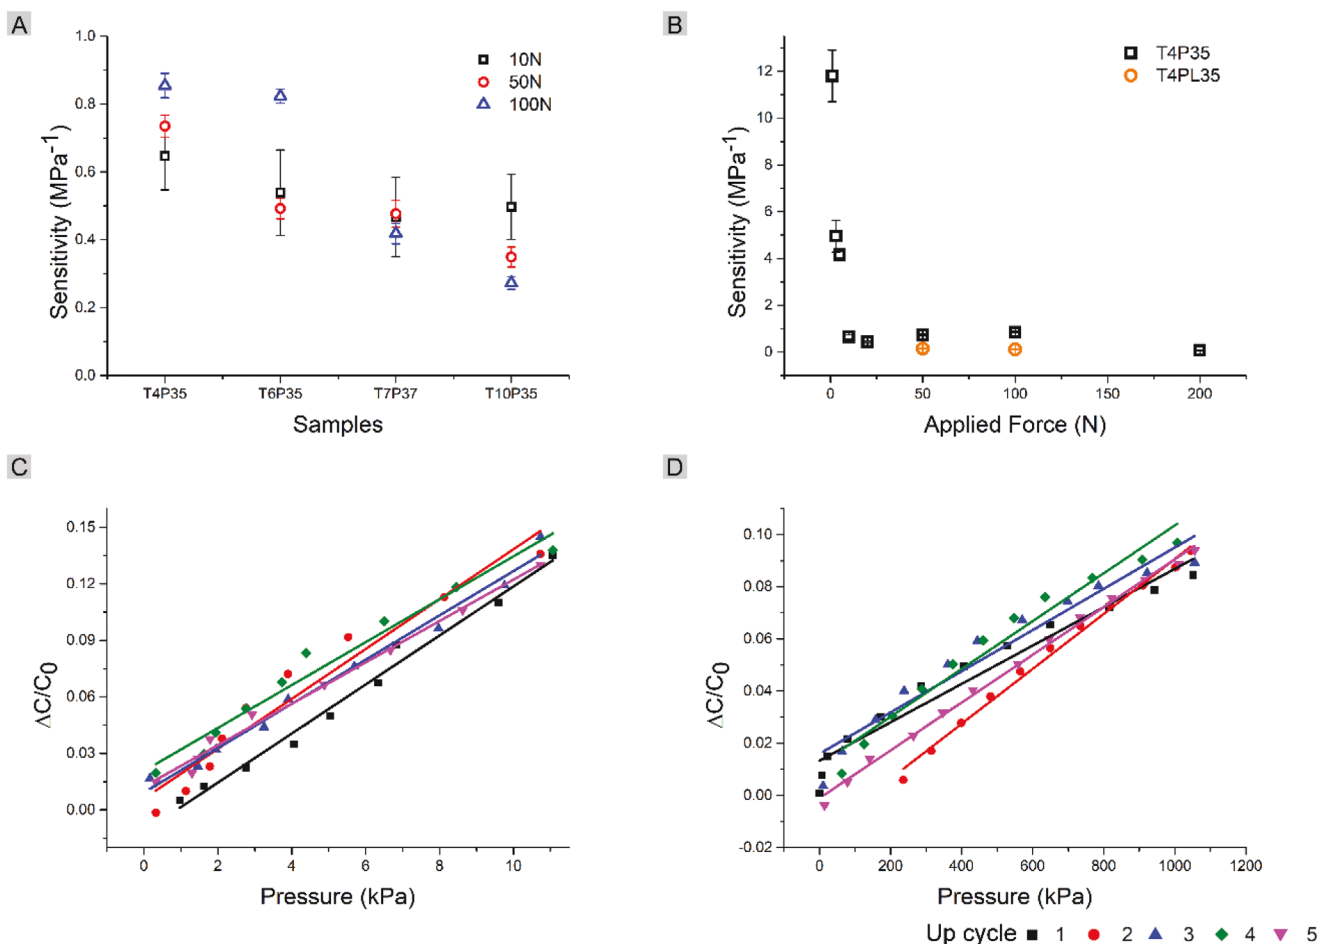 A
1.0
0.8
0.6
0.4
0.2
0.0
Sensitivity (MPa⁻¹)
10N
50N
100N
T4P35 T6P35 T7P37 T10P35
Samples
B
12
10
8
6
4
2
0
Sensitivity (MPa⁻¹)
T4P35
T4PL35
0 50 100 150 200
Applied Force (N)
C
0.15
0.12
0.09
0.06
0.03
0.00
ΔC/C₀
0 2 4 6 8 10
Pressure (kPa)
D
0.10
0.08
0.06
0.04
0.02
0.00
-0.02
ΔC/C₀
0 200 400 600 800 1000 1200
Pressure (kPa)
Up cycle 1 2 3 4 5